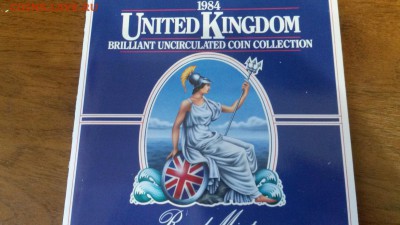 1984
UNITED KINGDOM
BRILLIANT UNCIRCULATED COIN COLLECTION